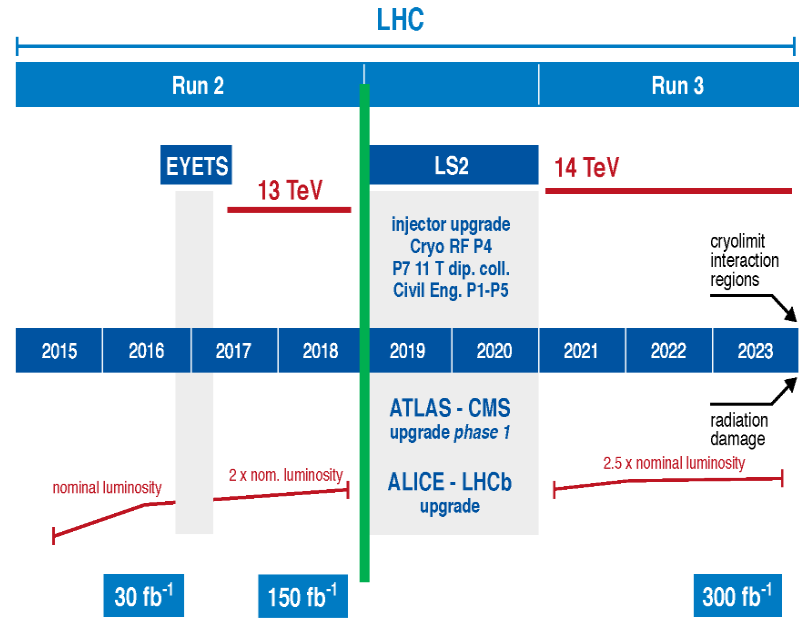 LHC
Run 2
Run 3
EYETS
LS2
13 TeV
14 TeV
injector upgrade
Cryo RF P4
P7 11 T dip. coll.
Civil Eng. P1-P5
cryolimit
interaction
regions
2015 2016 2017 2018 2019 2020 2021 2022 2023
ATLAS - CMS
upgrade phase 1
ALICE - LHCb
upgrade
radiation
damage
nominal luminosity
2 x nom. luminosity
2.5 x nominal luminosity
30 fb⁻¹
150 fb⁻¹
300 fb⁻¹